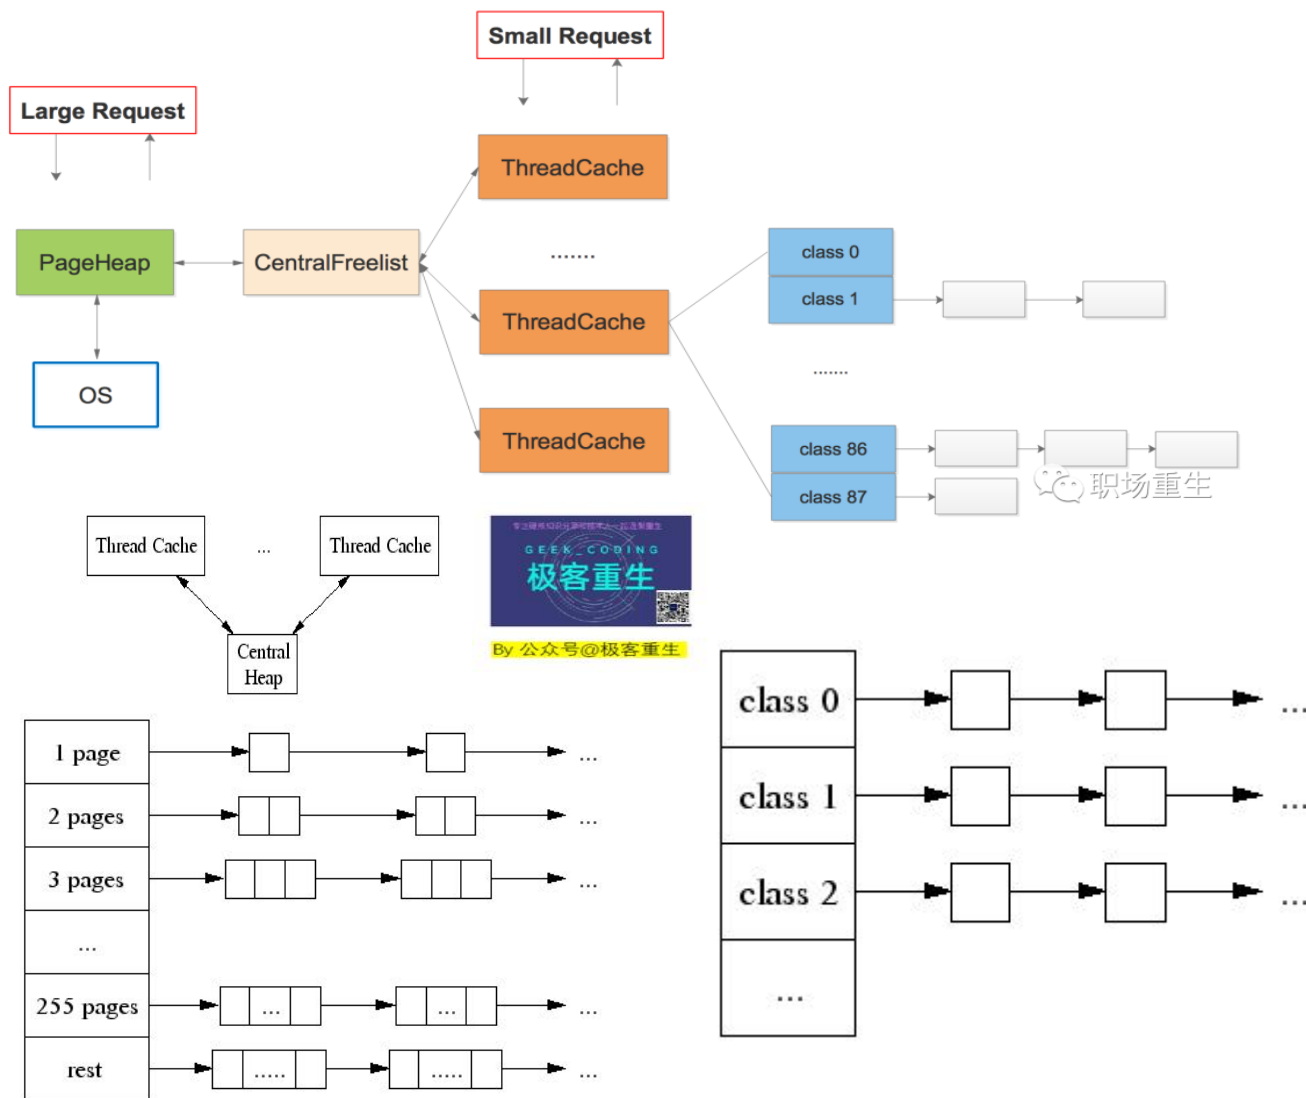 Small Request
Large Request
ThreadCache
PageHeap
CentralFreelist
.......
class 0
class 1
ThreadCache
.......
OS
ThreadCache
class 86
class 87
职场重生
Thread Cache
...
Thread Cache
Central
Heap
GEEK_CODING
极客重生
By 公众号@极客重生
1 page
...
2 pages
...
3 pages
...
...
255 pages
...
...
...
rest
.....
.....
...
class 0
...
class 1
...
class 2
...
...